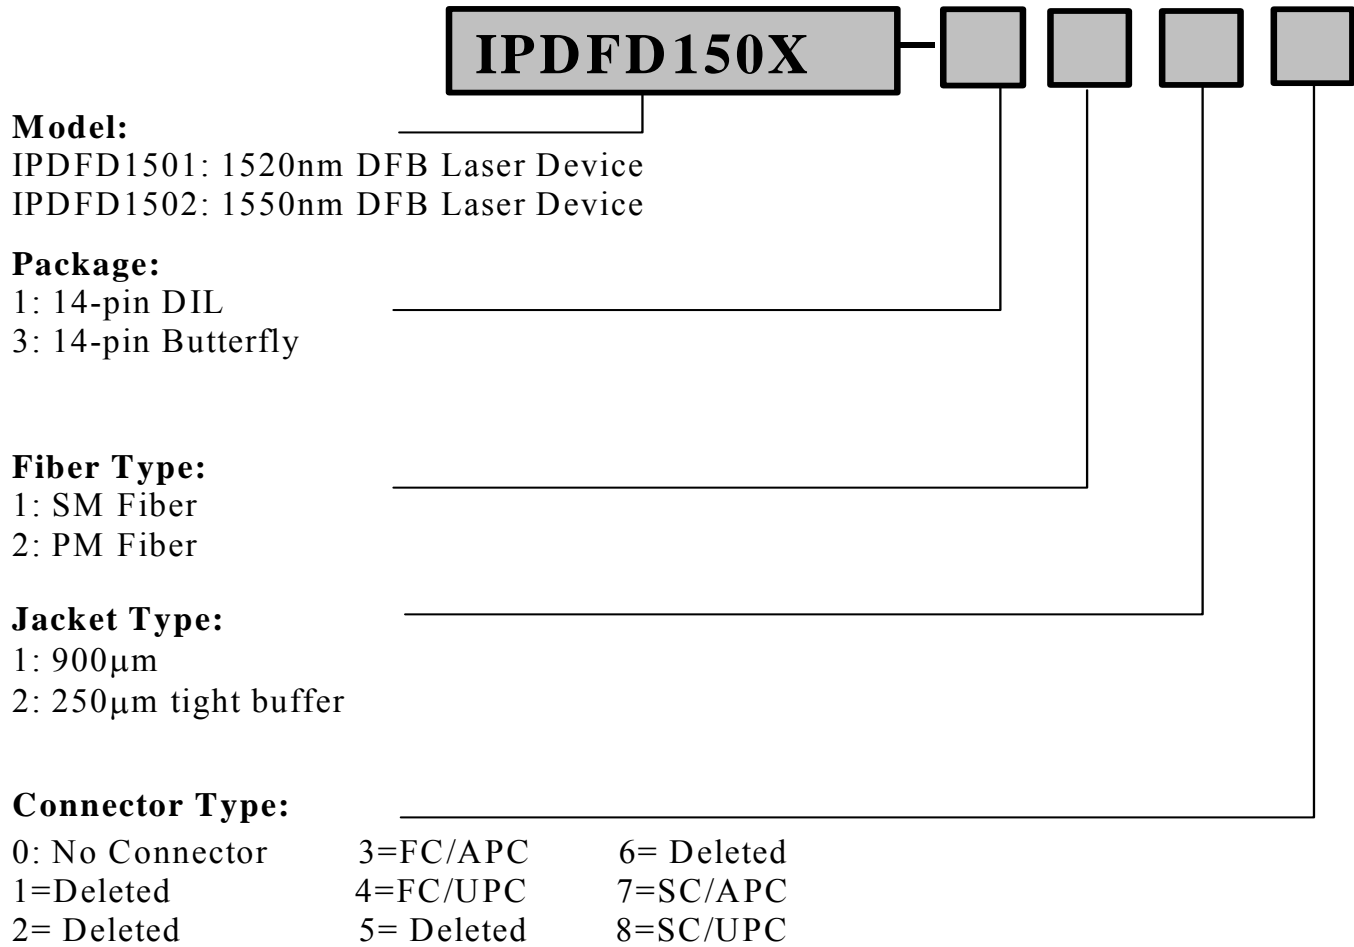 IPDFD150X
Model:
IPDFD1501: 1520nm DFB Laser Device
IPDFD1502: 1550nm DFB Laser Device
Package:
1: 14-pin DIL
3: 14-pin Butterfly
Fiber Type:
1: SM Fiber
2: PM Fiber
Jacket Type:
1: 900μm
2: 250μm tight buffer
Connector Type:
0: No Connector 3=FC/APC 6= Deleted
1=Deleted 4=FC/UPC 7=SC/APC
2= Deleted 5= Deleted 8=SC/UPC